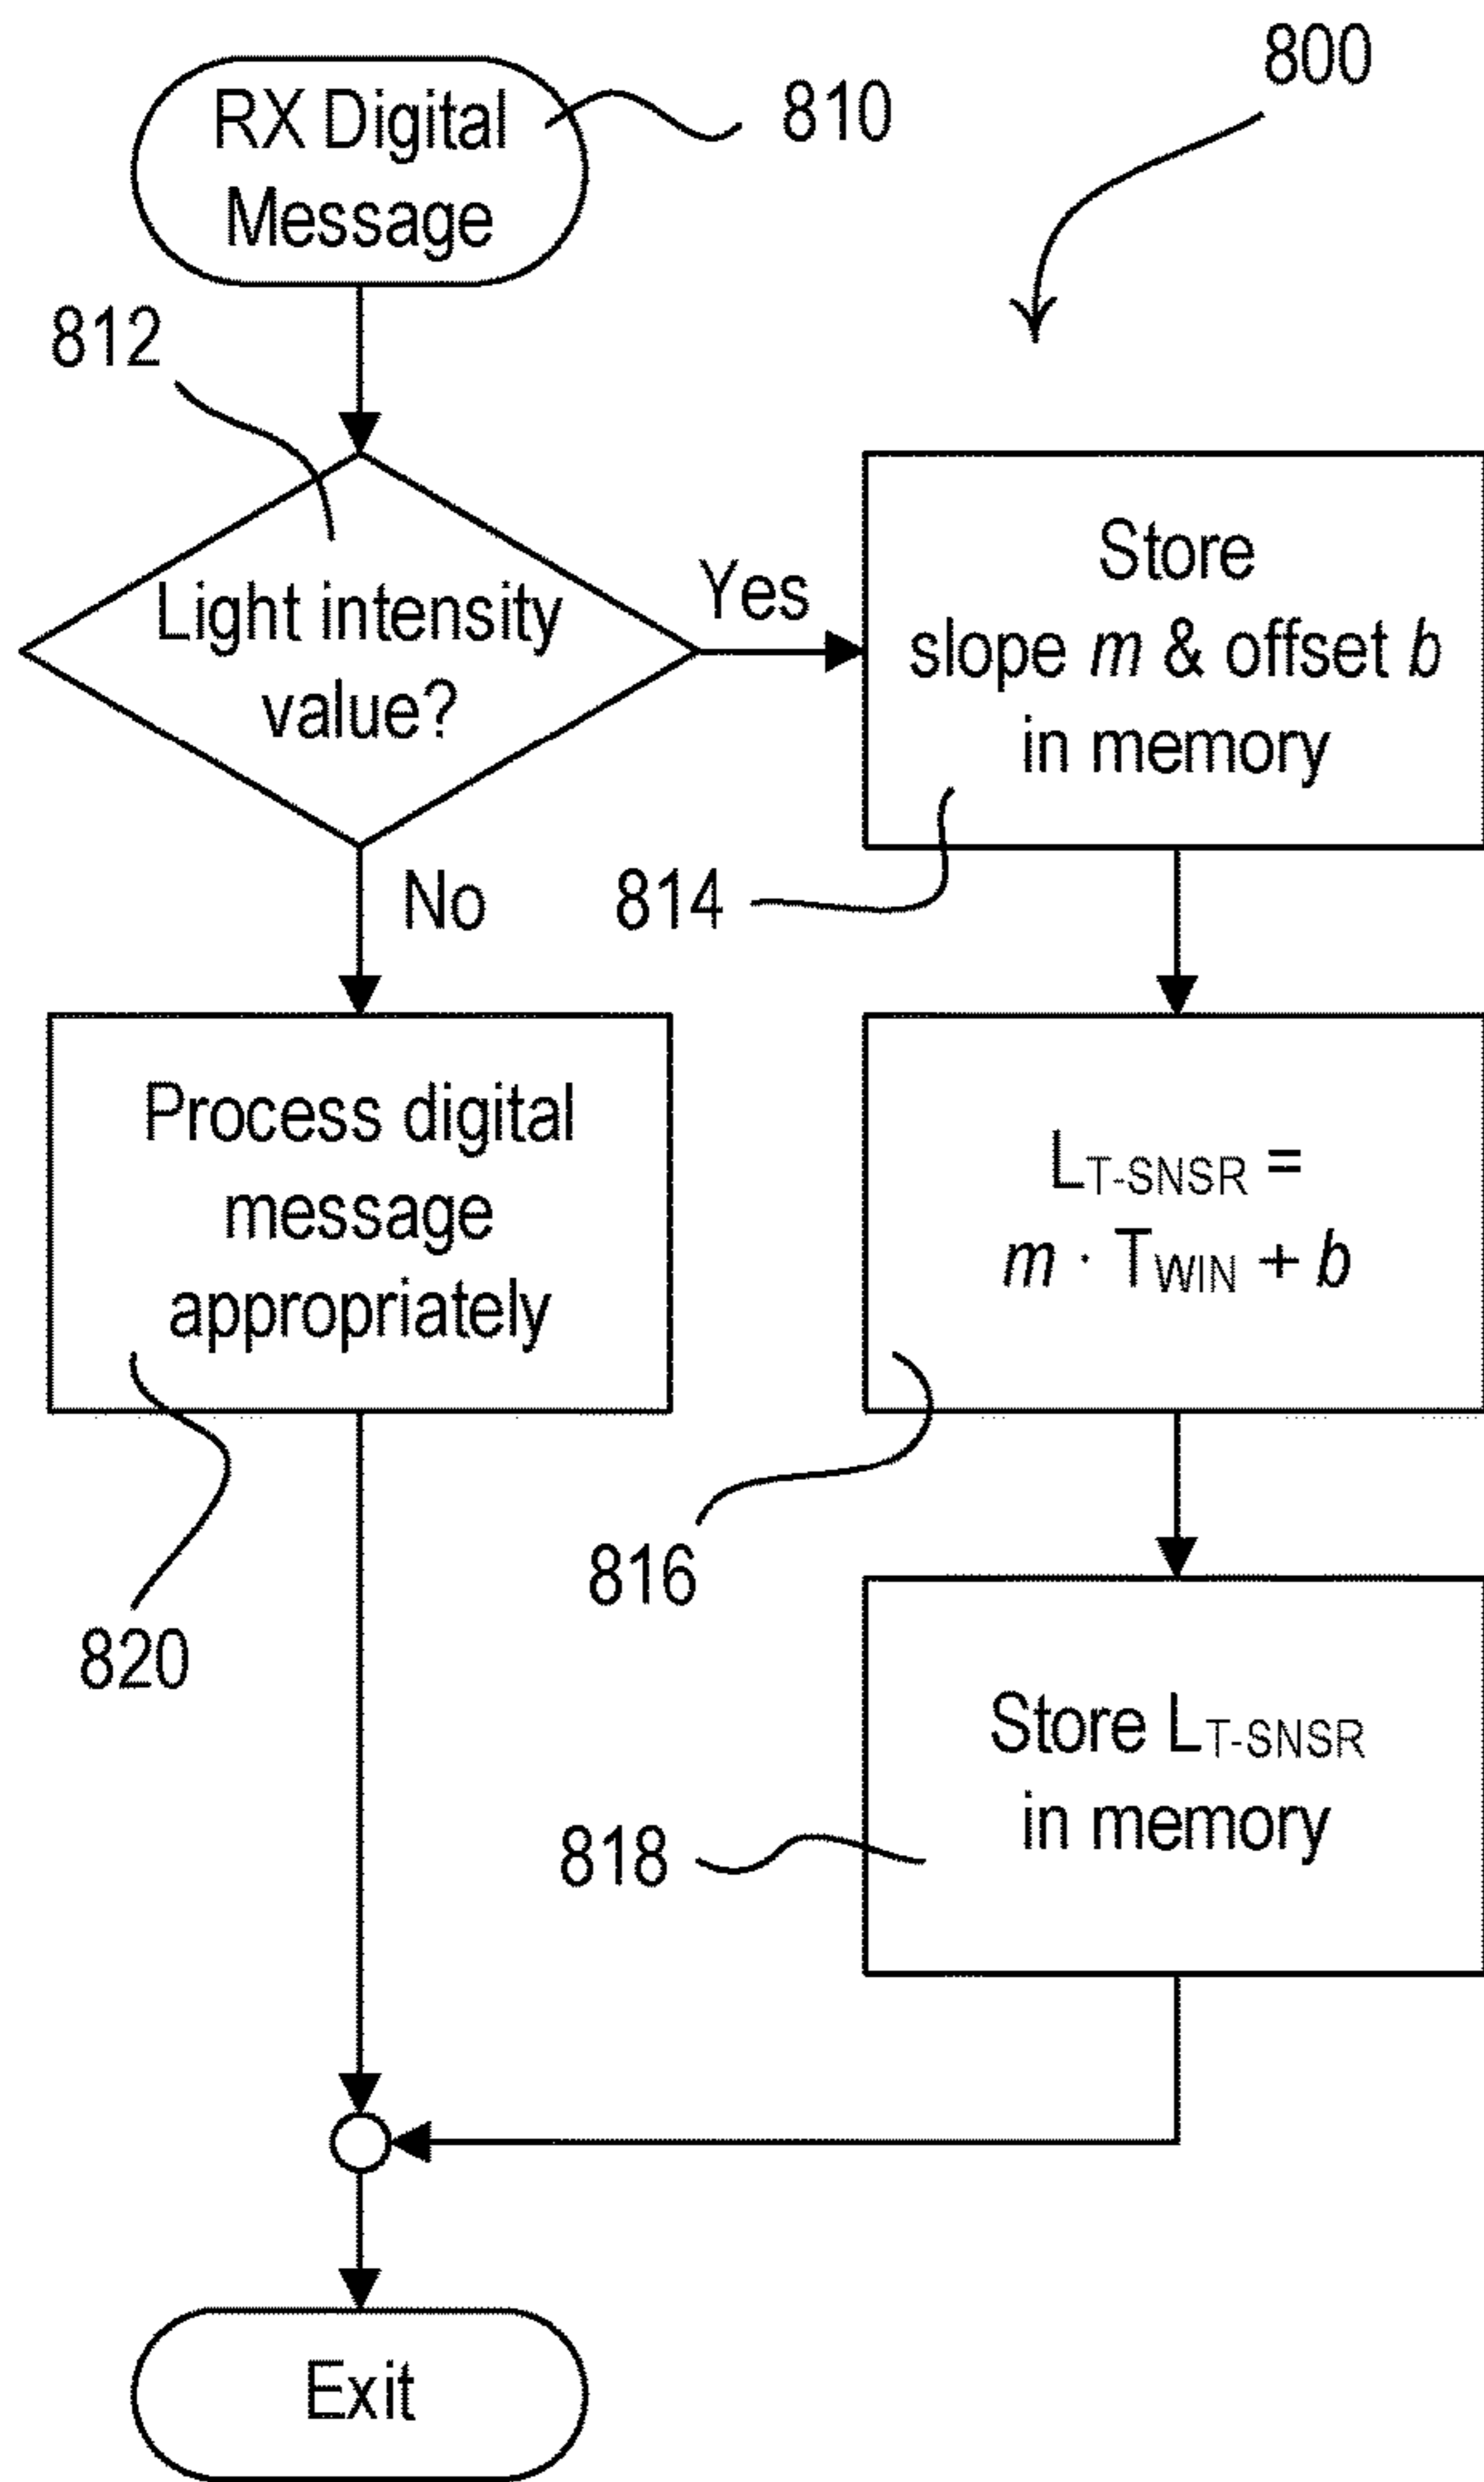 800
RX Digital
Message
810
812
Light intensity
value?
Yes
No
Store
slope m & offset b
in memory
814
Process digital
message
appropriately
820
LT-SNSR =
m · TWIN + b
816
Store LT-SNSR
in memory
818
Exit